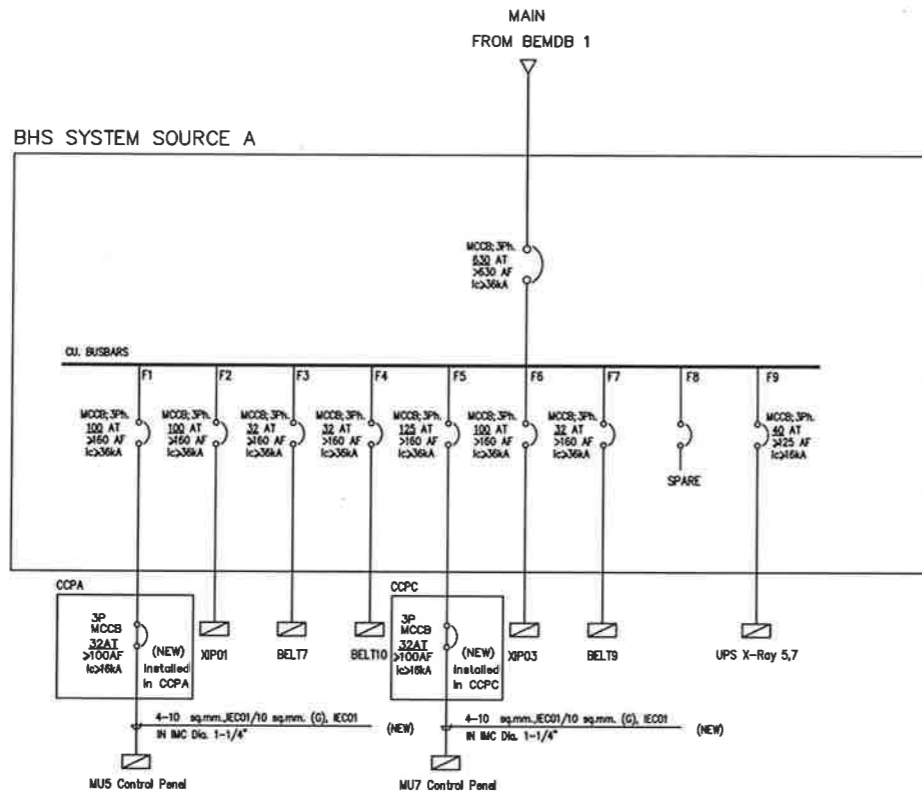 MAIN
FROM BEMDB 1
BHS SYSTEM SOURCE A
MCCB;3Ph.
630 AT
>630 AF
Ic>36kA
CU. BUSBARS
F1
F2
F3
F4
F5
F6
F7
F8
F9
MCCB;3Ph.
100 AT
>160 AF
Ic>36kA
MCCB;3Ph.
100 AT
>160 AF
Ic>36kA
MCCB;3Ph.
32 AT
>160 AF
Ic>36kA
MCCB;3Ph.
32 AT
>160 AF
Ic>36kA
MCCB;3Ph.
125 AT
>160 AF
Ic>36kA
MCCB;3Ph.
100 AT
>160 AF
Ic>36kA
MCCB;3Ph.
32 AT
>160 AF
Ic>36kA
SPARE
MCCB;3Ph.
40 AT
>125 AF
Ic>16kA
CCPA
3P
MCCB
32AT
>100AF
Ic>16kA
(NEW)
Installed
in CCPA
XIP01
BELT7
BELT10
CCPC
3P
MCCB
32AT
>100AF
Ic>16kA
(NEW)
Installed
in CCPC
XIP03
BELT9
UPS X-Ray 5,7
4-10 sq.mm.,IEC01/10 sq.mm. (G), IEC01
IN IMC Dia. 1-1/4"
(NEW)
MU5 Control Panel
4-10 sq.mm.,IEC01/10 sq.mm. (G), IEC01
IN IMC Dia. 1-1/4"
(NEW)
MU7 Control Panel